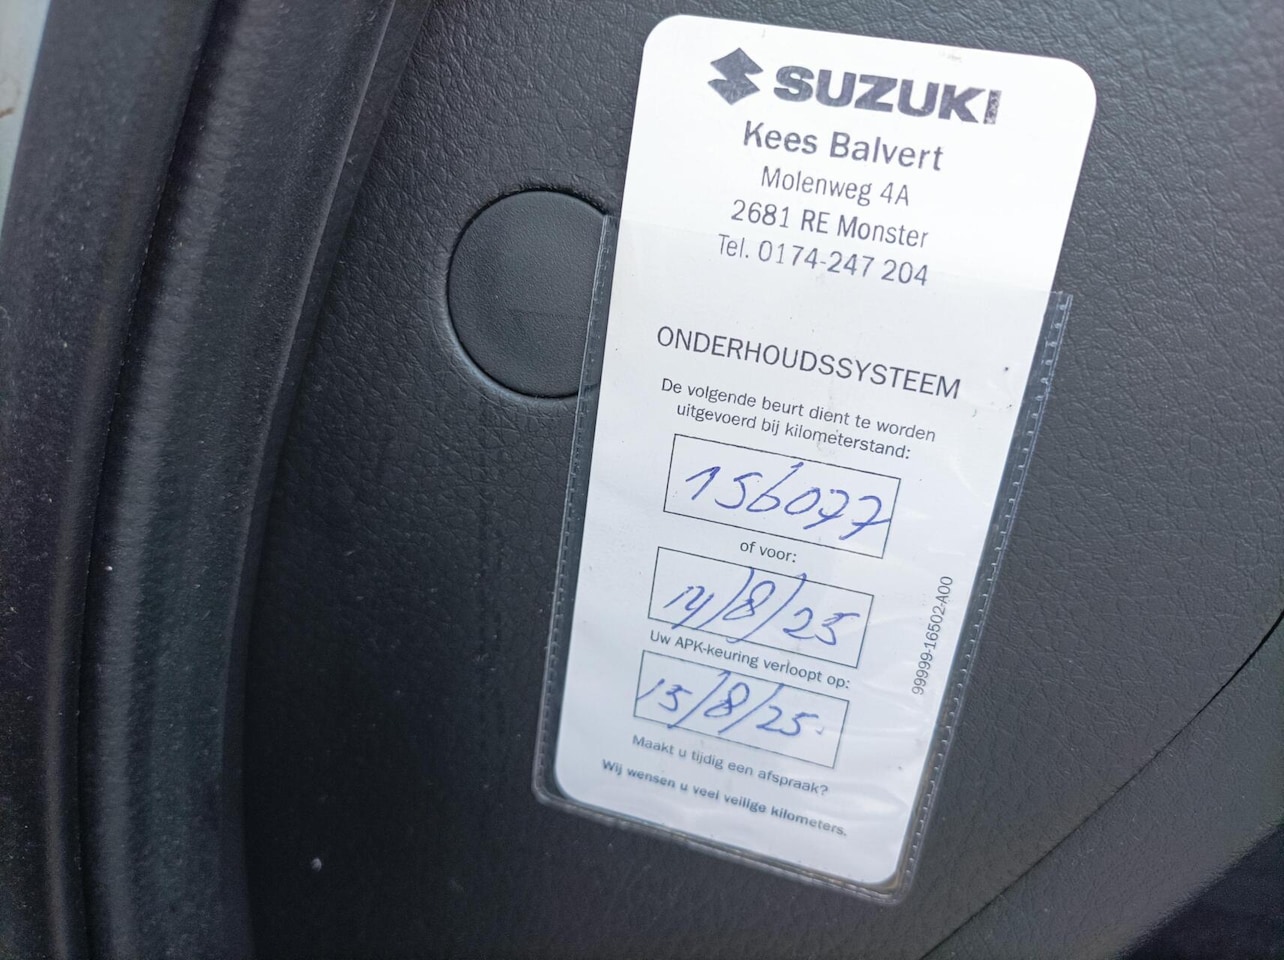 SUZUKI
Kees Balvert
Molenweg 4A
2681 RE Monster
Tel. 0174-247 204
ONDERHOUDSSYSTEEM
De volgende beurt dient te worden
uitgevoerd bij kilometerstand:
156077
of voor:
14/8/25
Uw APK-keuring verloopt op:
15/8/25
Maakt u tijdig een afspraak?
Wij wensen u veel veilige kilometers.
99999-16502-A00